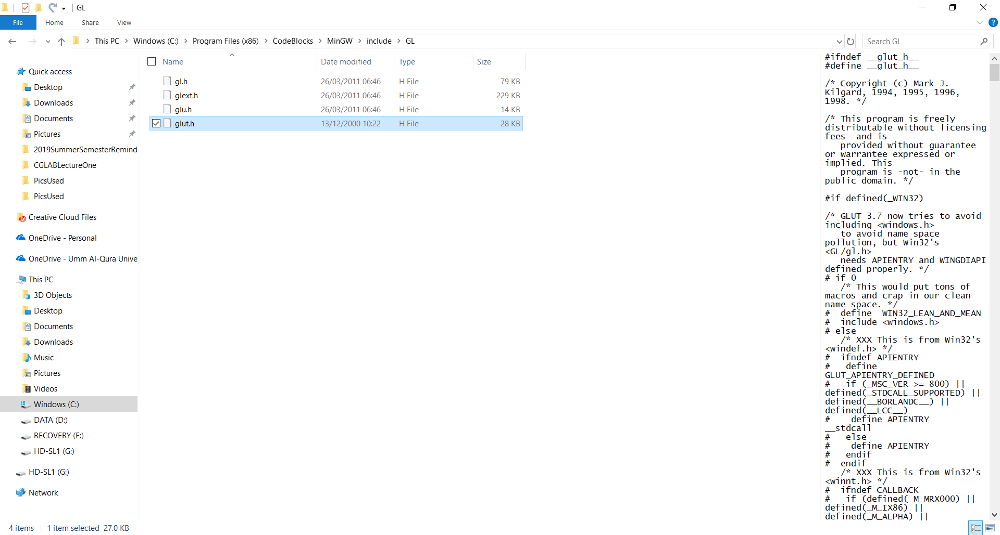 GL
File Home Share View
This PC > Windows (C:) > Program Files (x86) > CodeBlocks > MinGW > include > GL
Search GL
Quick access
Desktop
Downloads
Documents
Pictures
2019SummerSemesterRemind
CGLABLectureOne
PicsUsed
PicsUsed
Creative Cloud Files
OneDrive - Personal
OneDrive - Umm Al-Qura Unive
This PC
3D Objects
Desktop
Documents
Downloads
Music
Pictures
Videos
Windows (C:)
DATA (D:)
RECOVERY (E:)
HD-SL1 (G:)
HD-SL1 (G:)
Network
Name Date modified Type Size
gl.h 26/03/2011 06:46 H File 79 KB
glext.h 26/03/2011 06:46 H File 229 KB
glu.h 26/03/2011 06:46 H File 14 KB
glut.h 13/12/2000 10:22 H File 28 KB
#ifndef __glut_h__
#define __glut_h__
/* Copyright (c) Mark J.
Kilgard, 1994, 1995, 1996,
1998. */
/* This program is freely
distributable without licensing
fees  and is
provided without guarantee
or warrantee expressed or
implied. This
program is -not- in the
public domain. */
#if defined(_WIN32)
/* GLUT 3.7 now tries to avoid
including <windows.h>
to avoid name space
pollution, but Win32's
<GL/gl.h>
needs APIENTRY and WINGDIAPI
defined properly. */
# if 0
/* This would put tons of
macros and crap in our clean
name space. */
#  define  WIN32_LEAN_AND_MEAN
#  include <windows.h>
# else
/* XXX This is from Win32's
<windef.h> */
#  ifndef APIENTRY
#   define
GLUT_APIENTRY_DEFINED
#   if (_MSC_VER >= 800) ||
defined(_STDCALL_SUPPORTED) ||
defined(__BORLANDC__) ||
defined(__LCC__)
#    define APIENTRY
__stdcall
#   else
#    define APIENTRY
#   endif
#  endif
/* XXX This is from Win32's
<winnt.h> */
#  ifndef CALLBACK
#   if (defined(_M_MRX000) ||
defined(_M_IX86) ||
defined(_M_ALPHA) ||
4 items 1 item selected 27.0 KB